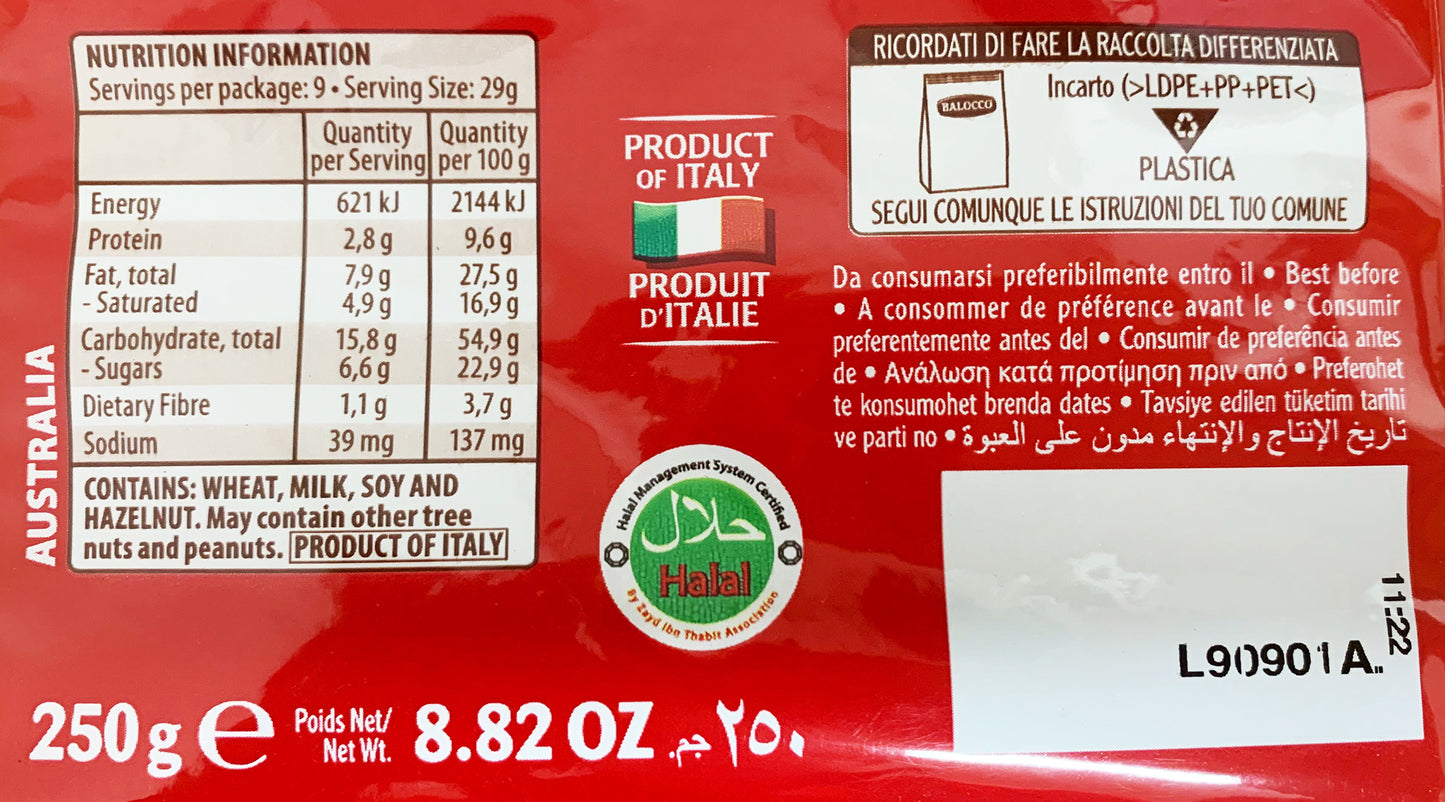 NUTRITION INFORMATION
Servings per package: 9 • Serving Size: 29g
Quantity per Serving Quantity per 100 g
Energy 621 kJ 2144 kJ
Protein 2,8 g 9,6 g
Fat, total 7,9 g 27,5 g
- Saturated 4,9 g 16,9 g
Carbohydrate, total 15,8 g 54,9 g
- Sugars 6,6 g 22,9 g
Dietary Fibre 1,1 g 3,7 g
Sodium 39 mg 137 mg
CONTAINS: WHEAT, MILK, SOY AND
HAZELNUT. May contain other tree
nuts and peanuts. PRODUCT OF ITALY
AUSTRALIA
PRODUCT
OF ITALY
PRODUIT
D'ITALIE
Halal Management System Certified
حلال
Halal
By Zayd Ibn Thabit Association
RICORDATI DI FARE LA RACCOLTA DIFFERENZIATA
BALOCCO
Incarto (>LDPE+PP+PET<)
PLASTICA
SEGUI COMUNQUE LE ISTRUZIONI DEL TUO COMUNE
Da consumarsi preferibilmente entro il • Best before
• A consommer de préférence avant le • Consumir
preferentemente antes del • Consumir de preferência antes
de • Ανάλωση κατά προτίμηση πριν από • Preferohet
te konsumohet brenda dates • Tavsiye edilen tüketim tarihi
ve parti no • تاريخ الإنتاج والإنتهاء مدون على العبوة
11:22
L90901A..
250 g e Poids Net/ 8.82 OZ ٢٥٠ جم.
Net Wt.